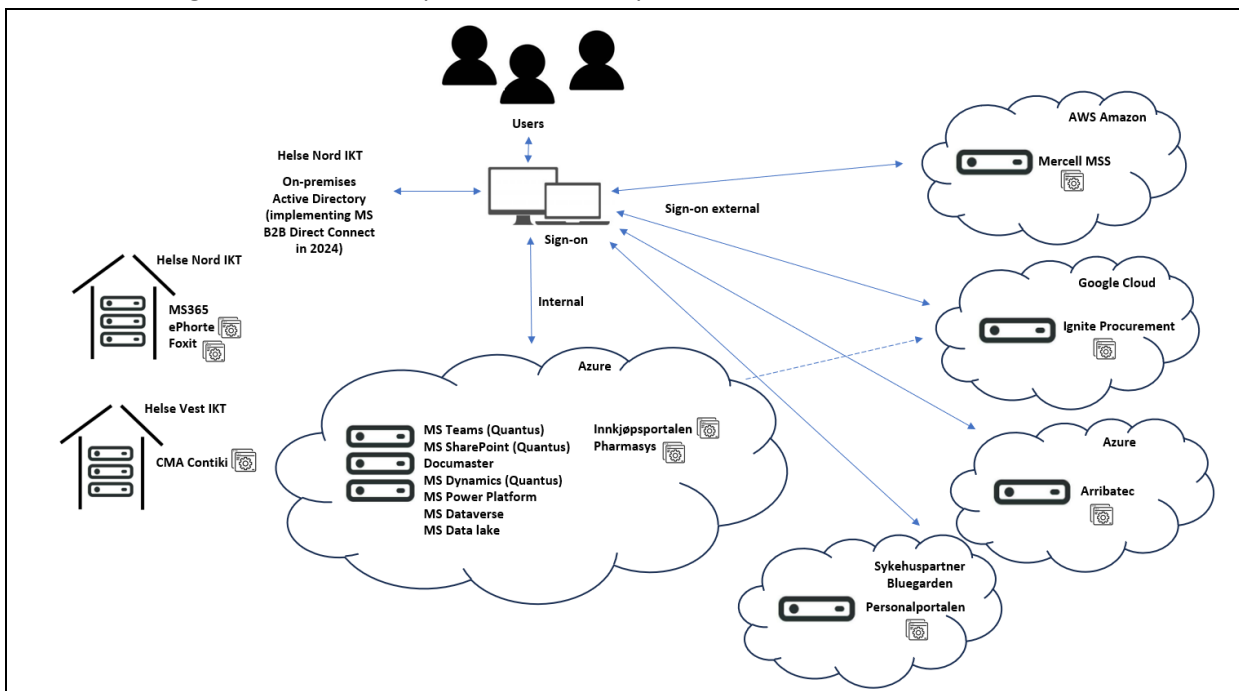 Users
Helse Nord IKT
On-premises
Active Directory
(implementing MS
B2B Direct Connect
in 2024)
Sign-on
Sign-on external
Internal
AWS Amazon
Mercell MSS
Helse Nord IKT
MS365
ePhorte
Foxit
Google Cloud
Ignite Procurement
Helse Vest IKT
CMA Contiki
Azure
MS Teams (Quantus)
MS SharePoint (Quantus)
Documaster
MS Dynamics (Quantus)
MS Power Platform
MS Dataverse
MS Data lake
Innkjøpsportalen
Pharmasys
Azure
Arribatec
Sykehuspartner
Bluegarden
Personalportalen